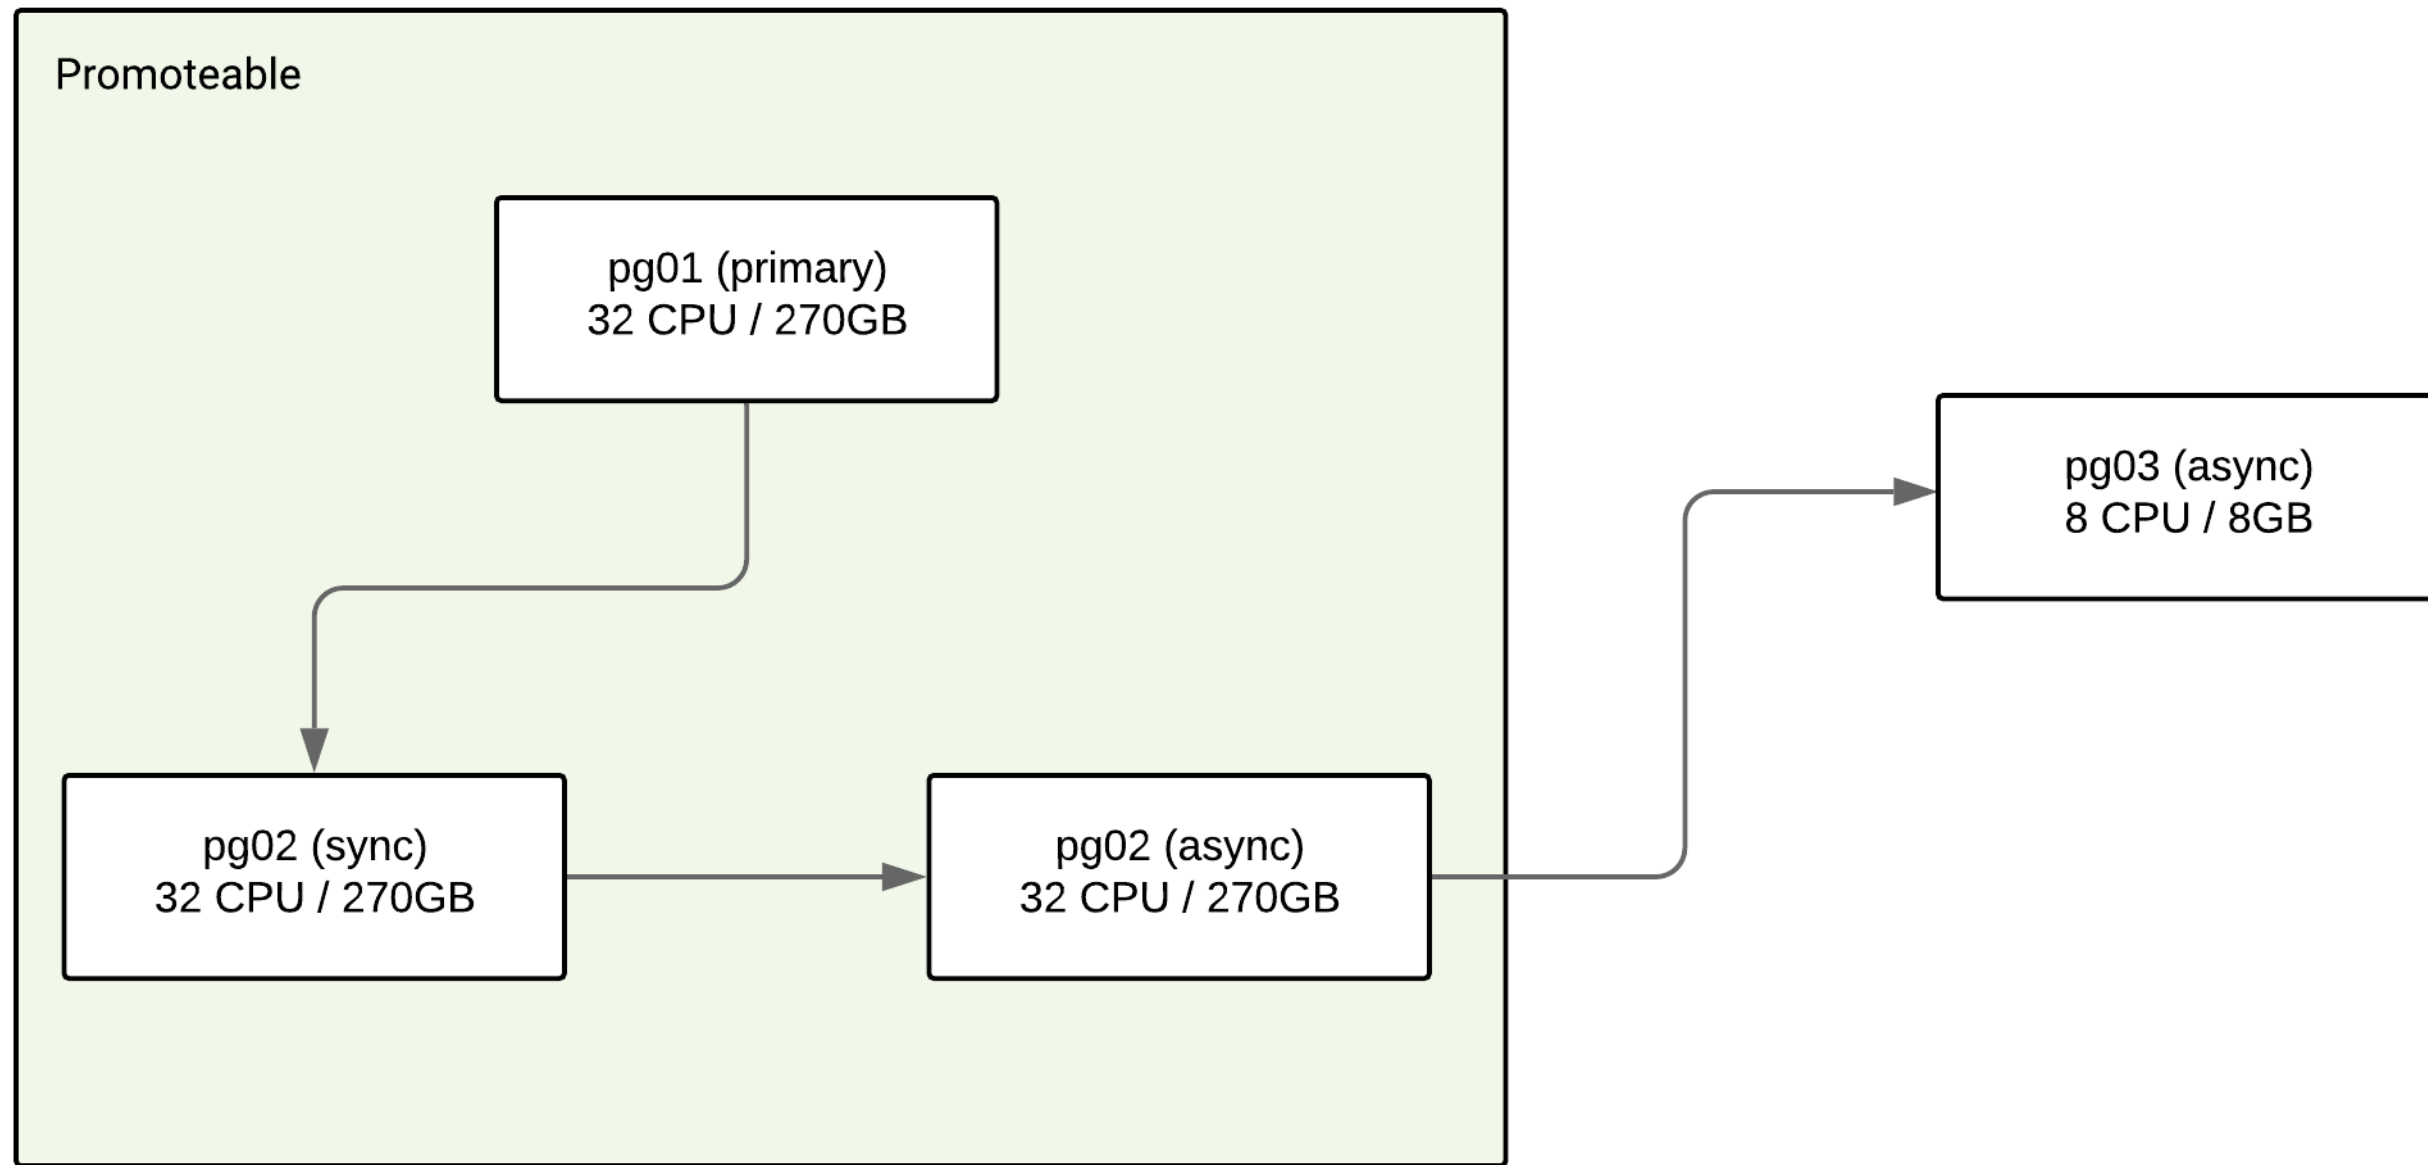 Promoteable
pg01 (primary)
32 CPU / 270GB
pg03 (async)
8 CPU / 8GB
pg02 (sync)
32 CPU / 270GB
pg02 (async)
32 CPU / 270GB